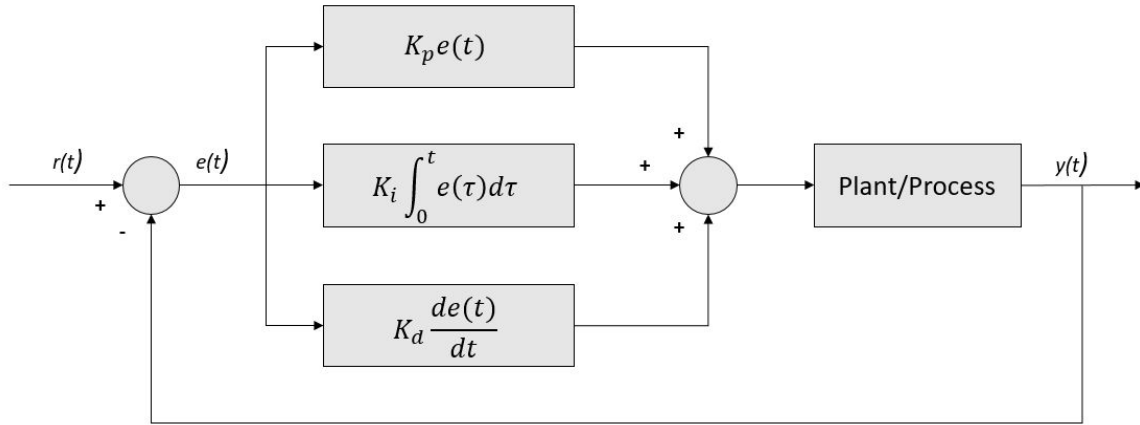 K_p e(t)
r(t)
+
-
e(t)
K_i ∫_0^t e(τ)dτ
K_d de(t)/dt
+
+
+
Plant/Process
y(t)